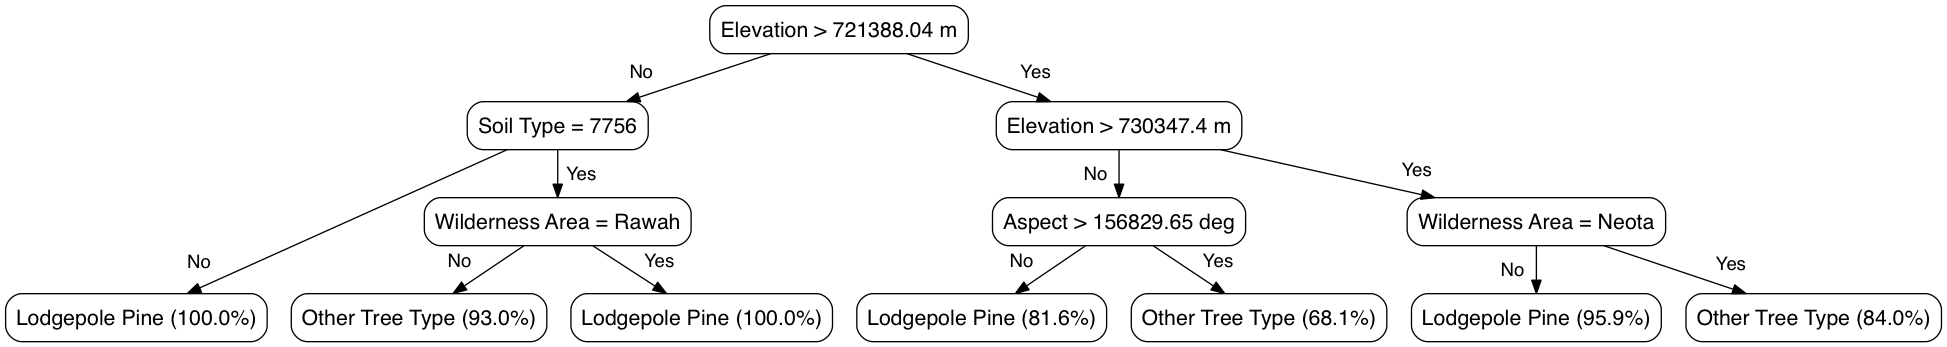 Elevation > 721388.04 m
No
Yes
Soil Type = 7756
Elevation > 730347.4 m
Yes
No
Yes
Wilderness Area = Rawah
Aspect > 156829.65 deg
Wilderness Area = Neota
No
No
Yes
No
Yes
No
Yes
Lodgepole Pine (100.0%)
Other Tree Type (93.0%)
Lodgepole Pine (100.0%)
Lodgepole Pine (81.6%)
Other Tree Type (68.1%)
Lodgepole Pine (95.9%)
Other Tree Type (84.0%)